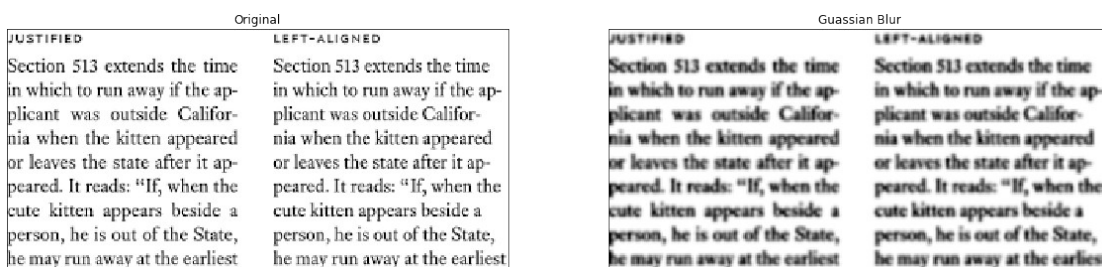 Original
JUSTIFIED
Section 513 extends the time
in which to run away if the ap-
plicant was outside Califor-
nia when the kitten appeared
or leaves the state after it ap-
peared. It reads: “If, when the
cute kitten appears beside a
person, he is out of the State,
he may run away at the earliest
LEFT-ALIGNED
Section 513 extends the time
in which to run away if the ap-
plicant was outside Califor-
nia when the kitten appeared
or leaves the state after it ap-
peared. It reads: “If, when the
cute kitten appears beside a
person, he is out of the State,
he may run away at the earliest
Guassian Blur
JUSTIFIED
Section 513 extends the time
in which to run away if the ap-
plicant was outside Califor-
nia when the kitten appeared
or leaves the state after it ap-
peared. It reads: “If, when the
cute kitten appears beside a
person, he is out of the State,
he may run away at the earliest
LEFT-ALIGNED
Section 513 extends the time
in which to run away if the ap-
plicant was outside Califor-
nia when the kitten appeared
or leaves the state after it ap-
peared. It reads: “If, when the
cute kitten appears beside a
person, he is out of the State,
he may run away at the earliest